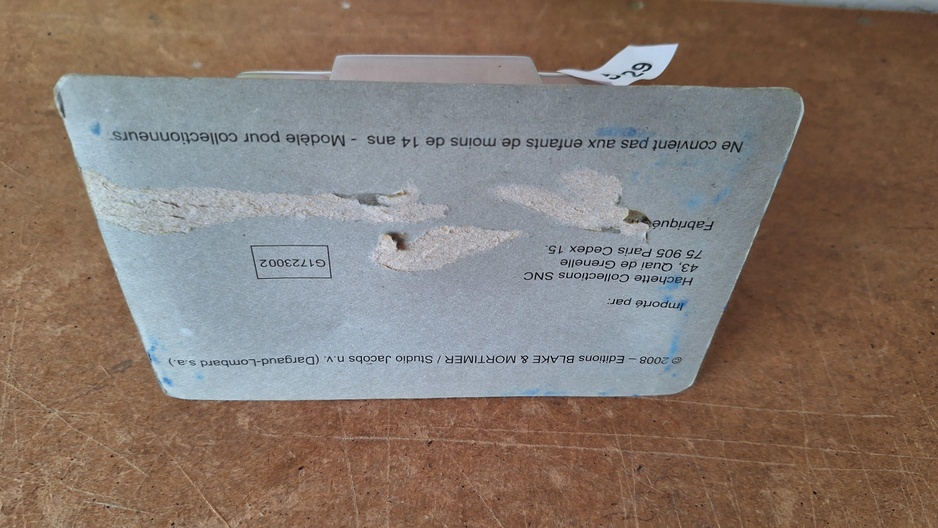 © 2008 – Editions BLAKE & MORTIMER / Studio Jacobs n.v. (Dargaud-Lombard s.a.)
Importé par:
Hachette Collections SNC
43, Quai de Grenelle
75 905 Paris Cedex 15.
G1723002
Fabriqué
Ne convient pas aux enfants de moins de 14 ans - Modèle pour collectionneurs
29